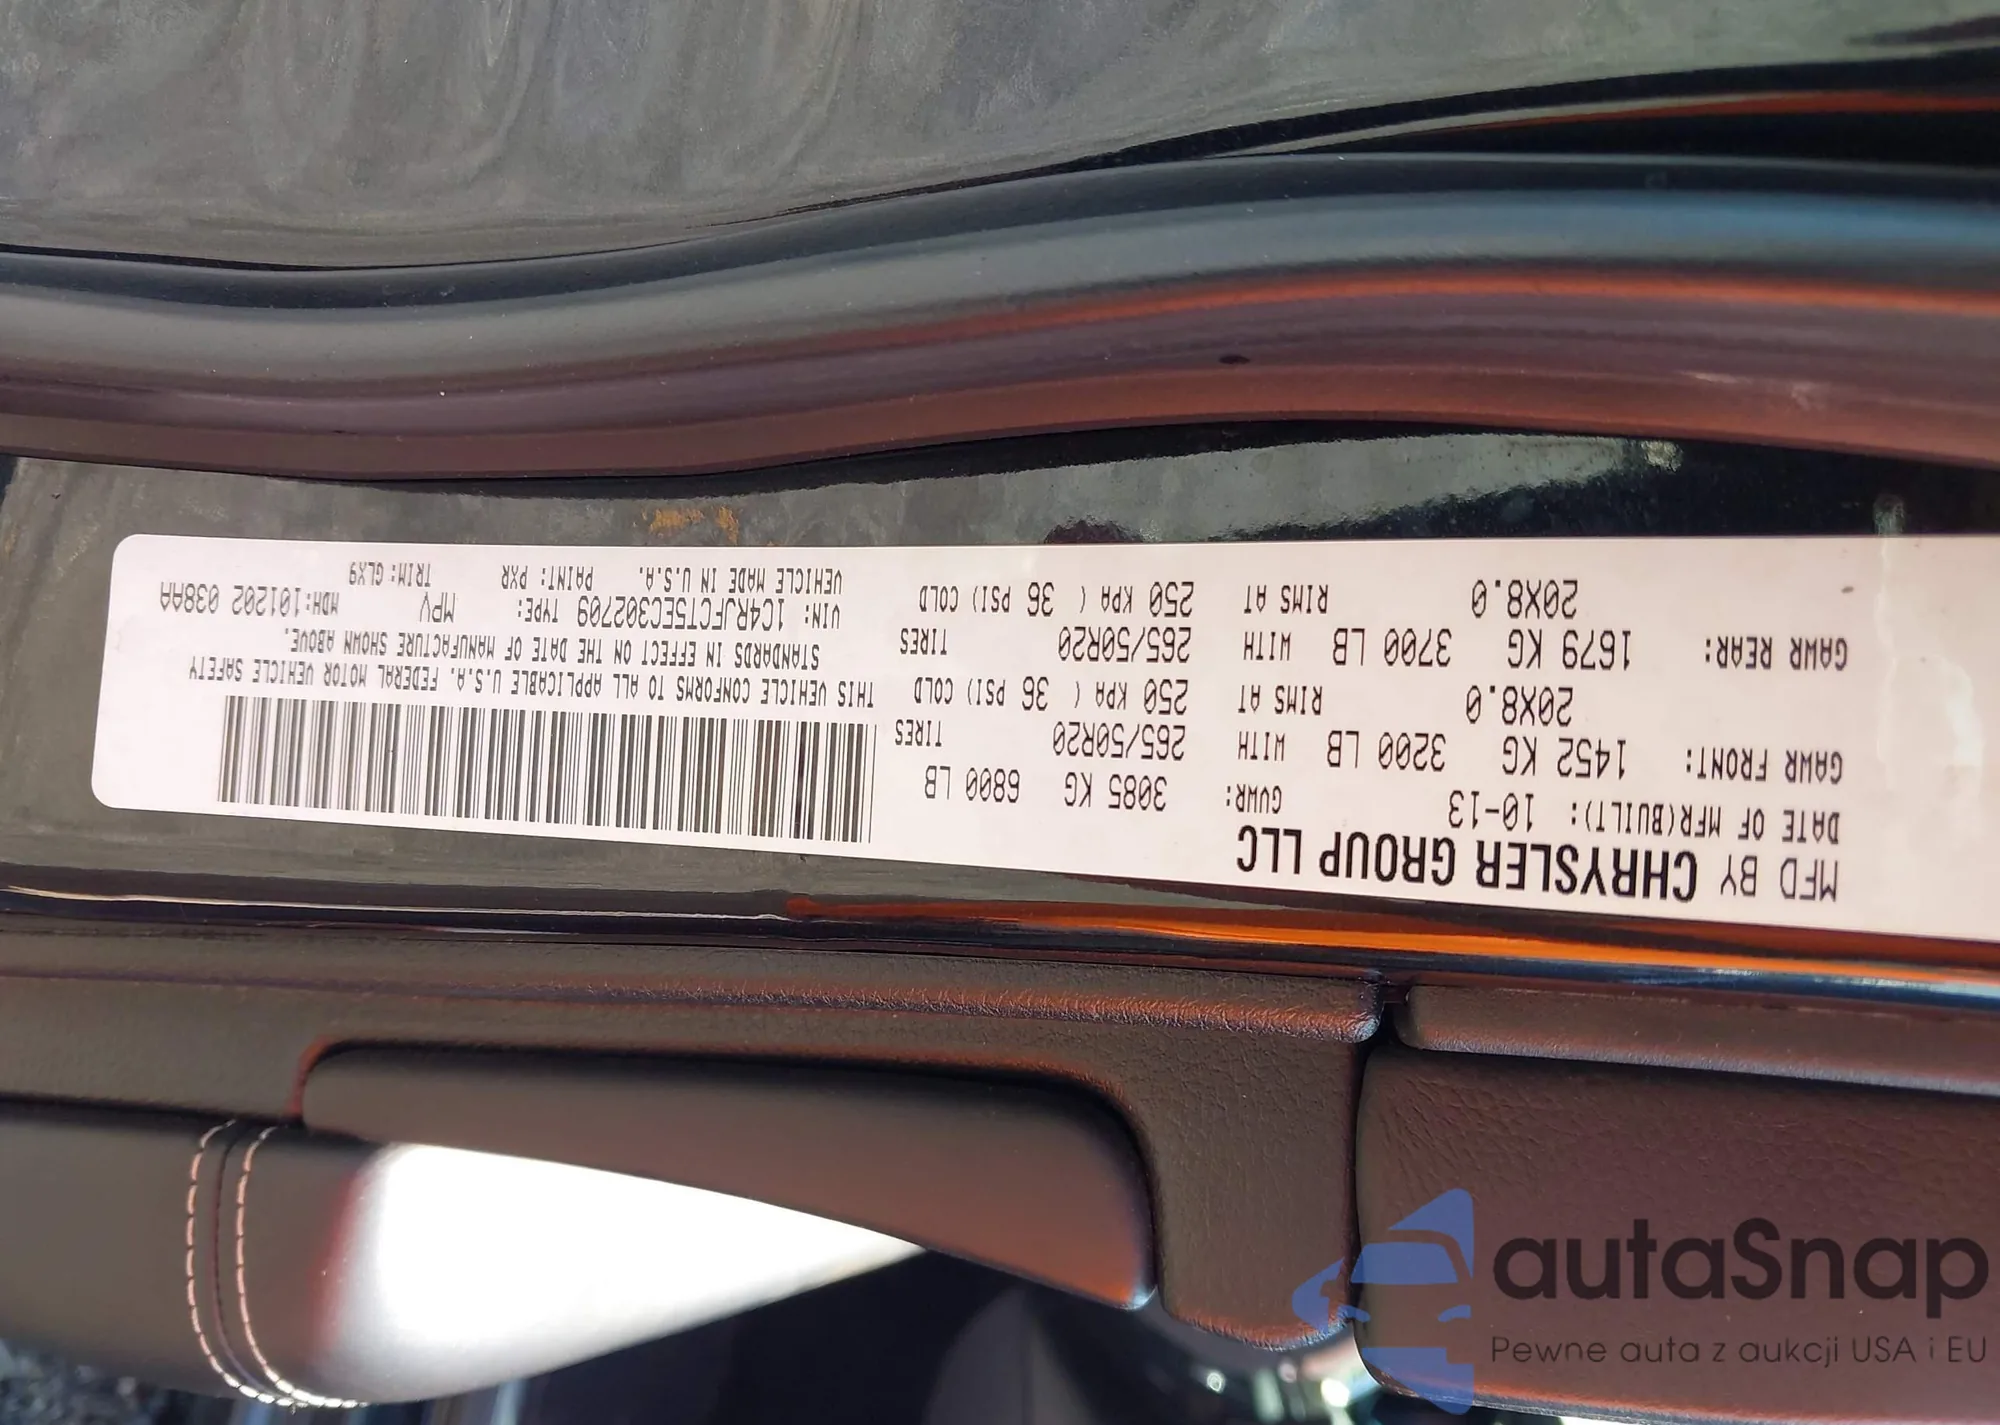 MFD BY CHRYSLER GROUP LLC
DATE OF MFR(BUILT): 10-13 GVWR: 3085 KG 6800 LB
GAWR FRONT: 1452 KG 3200 LB WITH TIRES 265/50R20
RIMS AT 20X8.0 250 KPA ( 36 PSI) COLD
GAWR REAR: 1679 KG 3700 LB WITH TIRES 265/50R20
RIMS AT 20X8.0 250 KPA ( 36 PSI) COLD
THIS VEHICLE CONFORMS TO ALL APPLICABLE U.S.A. FEDERAL MOTOR VEHICLE SAFETY
STANDARDS IN EFFECT ON THE DATE OF MANUFACTURE SHOWN ABOVE.
VIN: 1C4RJFCT5EC302709 TYPE: MPV MDH:101202 038AA
VEHICLE MADE IN U.S.A. PAINT: PXR TRIM:GLX9
autaSnap
Pewne auta z aukcji USA i EU